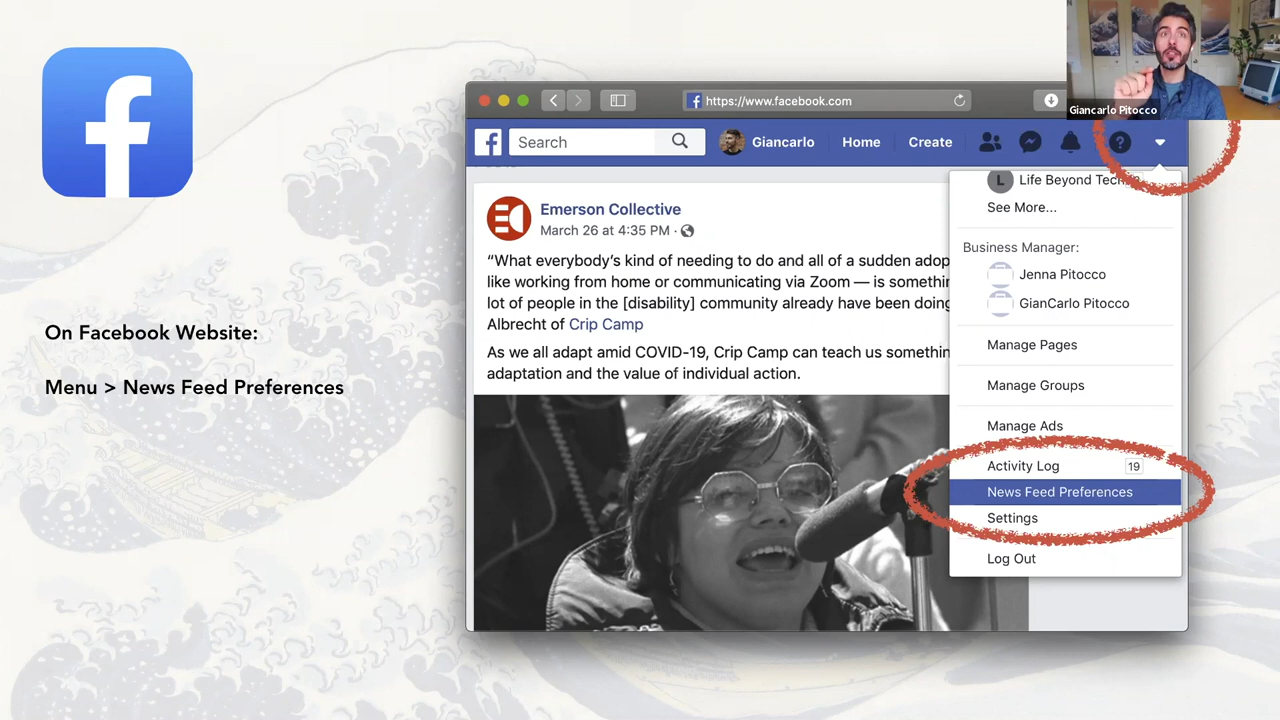 Giancarlo Pitocco
https://www.facebook.com
Search
Giancarlo
Home
Create
On Facebook Website:
Menu > News Feed Preferences
Emerson Collective
March 26 at 4:35 PM ·
“What everybody’s kind of needing to do and all of a sudden adop
like working from home or communicating via Zoom — is somethin
lot of people in the [disability] community already have been doing
Albrecht of Crip Camp
As we all adapt amid COVID-19, Crip Camp can teach us somethin
adaptation and the value of individual action.
L
Life Beyond Tech
See More...
Business Manager:
Jenna Pitocco
GianCarlo Pitocco
Manage Pages
Manage Groups
Manage Ads
Activity Log
19
News Feed Preferences
Settings
Log Out